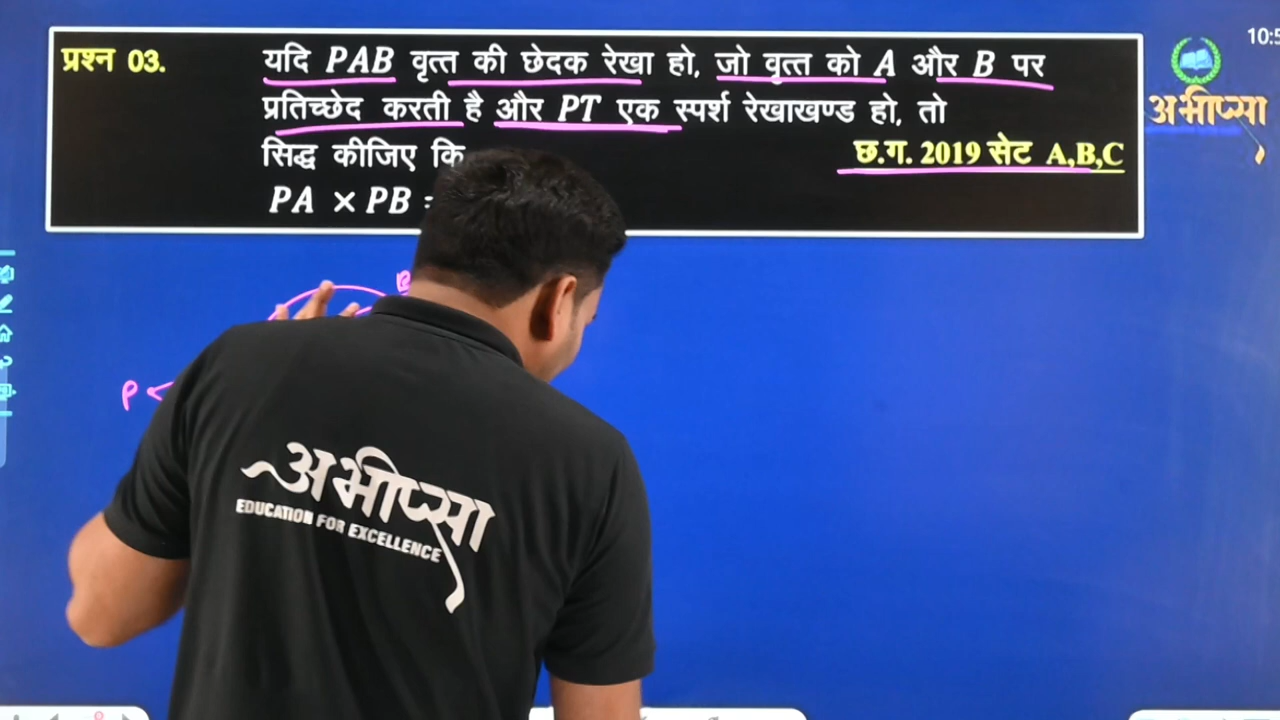 प्रश्न 03.
यदि PAB वृत्त की छेदक रेखा हो, जो वृत्त को A और B पर
प्रतिच्छेद करती है और PT एक स्पर्श रेखाखण्ड हो, तो
सिद्ध कीजिए कि
छ.ग. 2019 सेट A,B,C
PA × PB =
10:5
अभीप्सा
B
P
अभीप्सा
EDUCATION FOR EXCELLENCE